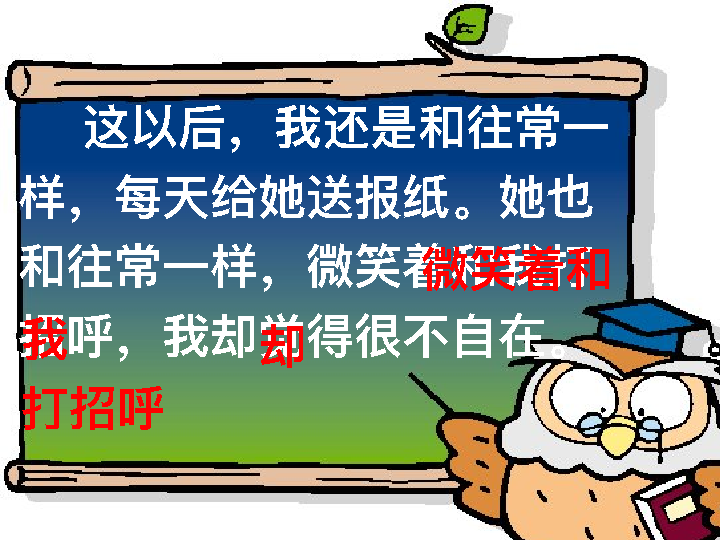 这以后，我还是和往常一
样，每天给她送报纸。她也
和往常一样，微笑着和我打
招呼，我却觉得很不自在。
微笑着和
我
却
打招呼